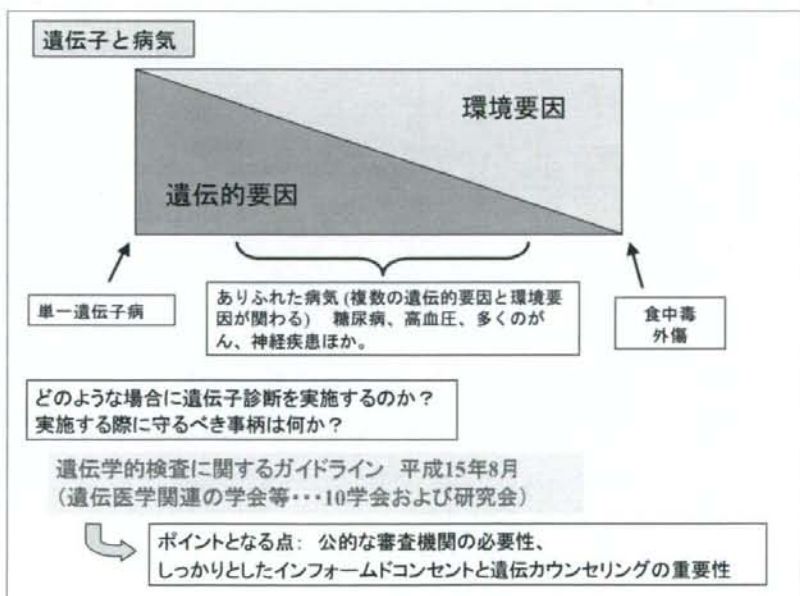 遺伝子と病気
環境要因
遺伝的要因
単一遺伝子病
ありふれた病気(複数の遺伝的要因と環境要
因が関わる) 糖尿病、高血圧、多くのが
ん、神経疾患ほか。
食中毒
外傷
どのような場合に遺伝子診断を実施するのか?
実施する際に守るべき事柄は何か?
遺伝学的検査に関するガイドライン 平成15年8月
(遺伝医学関連の学会等・・・10学会および研究会)
ポイントとなる点: 公的な審査機関の必要性、
しっかりとしたインフォームドコンセントと遺伝カウンセリングの重要性